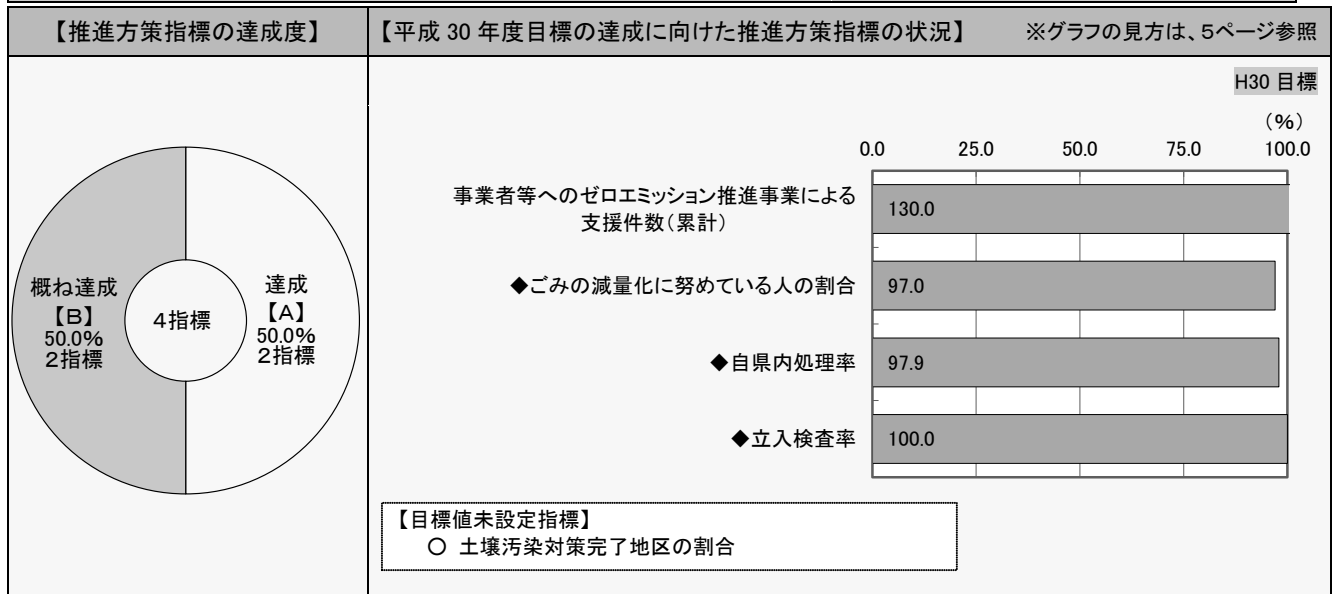 【推進方策指標の達成度】
【平成 30 年度目標の達成に向けた推進方策指標の状況】 ※グラフの見方は、5ページ参照
概ね達成
【B】
50.0%
2指標
4指標
達成
【A】
50.0%
2指標
H30 目標
(%)
0.0 25.0 50.0 75.0 100.0
事業者等へのゼロエミッション推進事業による
支援件数(累計)
130.0
◆ごみの減量化に努めている人の割合 97.0
◆自県内処理率 97.9
◆立入検査率 100.0
【目標値未設定指標】
○ 土壌汚染対策完了地区の割合